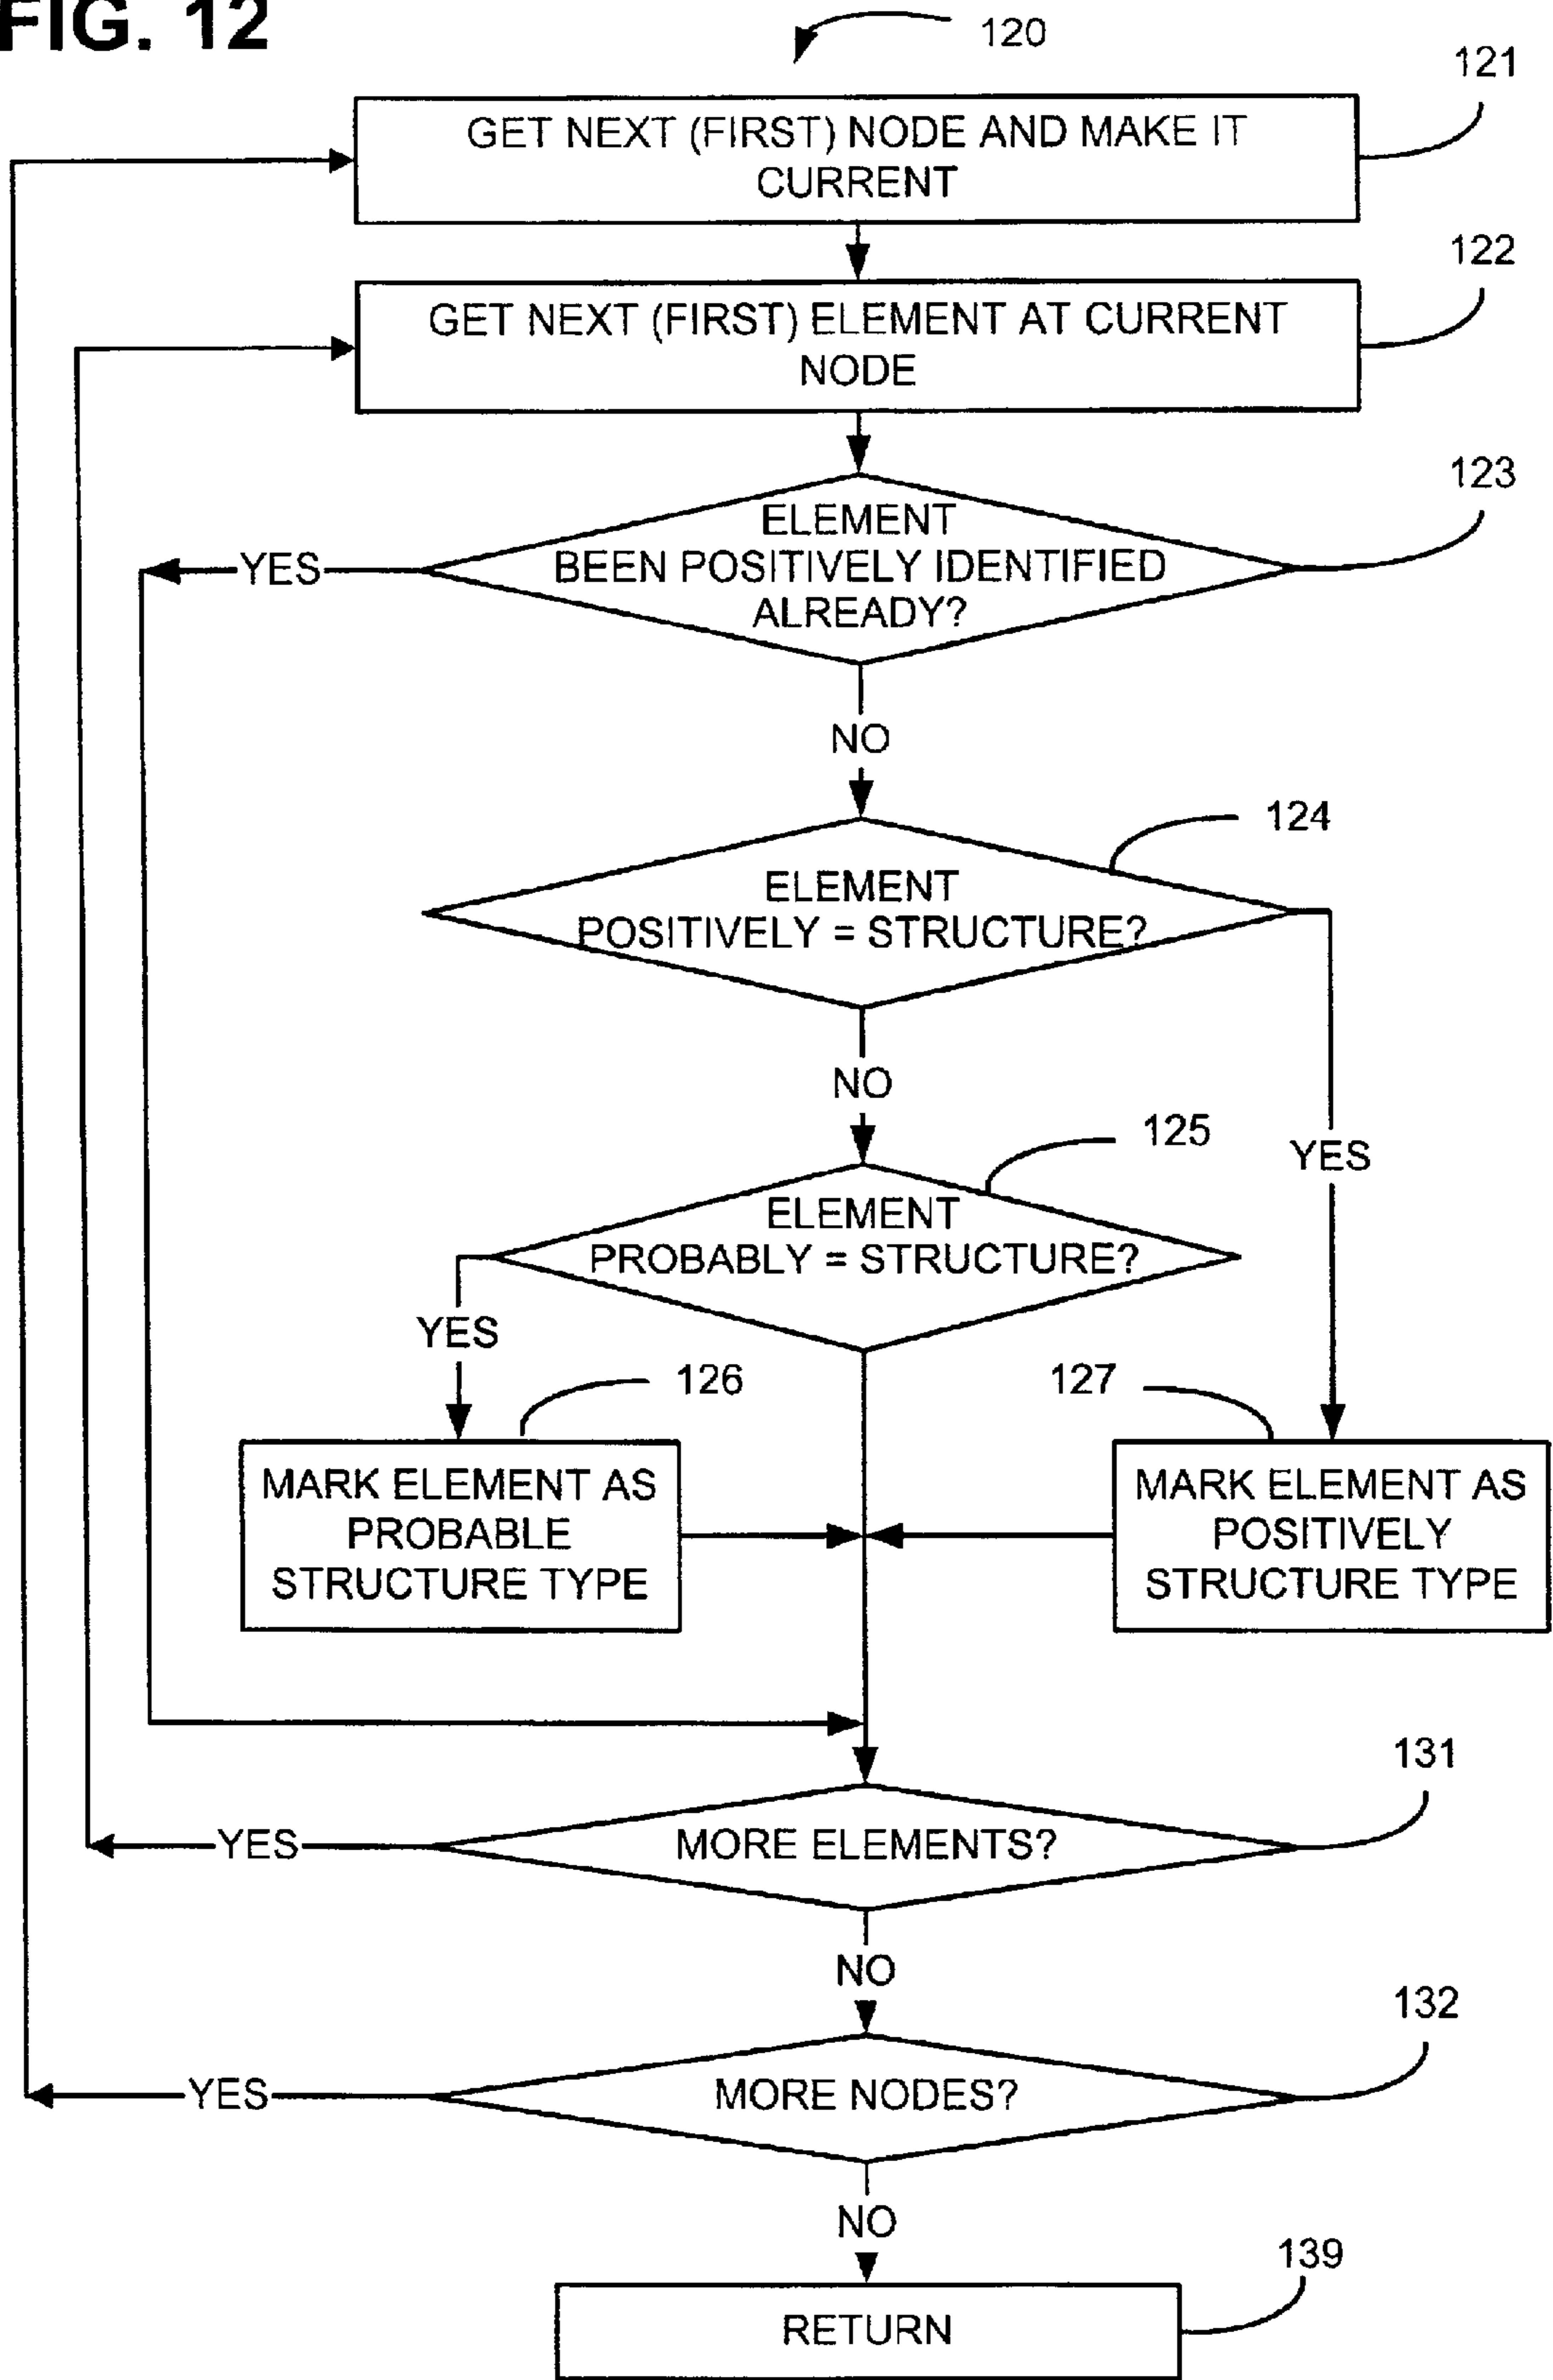 FIG. 12
120
121
GET NEXT (FIRST) NODE AND MAKE IT
CURRENT
122
GET NEXT (FIRST) ELEMENT AT CURRENT
NODE
123
ELEMENT
BEEN POSITIVELY IDENTIFIED
ALREADY?
YES
NO
124
ELEMENT
POSITIVELY = STRUCTURE?
NO
YES
125
ELEMENT
PROBABLY = STRUCTURE?
YES
126
127
MARK ELEMENT AS
PROBABLE
STRUCTURE TYPE
MARK ELEMENT AS
POSITIVELY
STRUCTURE TYPE
131
MORE ELEMENTS?
YES
NO
132
MORE NODES?
YES
NO
139
RETURN